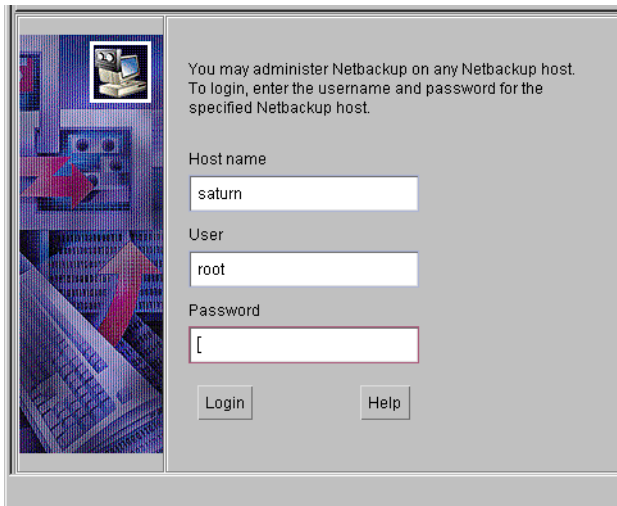 You may administer Netbackup on any Netbackup host.
To login, enter the username and password for the
specified Netbackup host.
Host name
saturn
User
root
Password
[
Login
Help